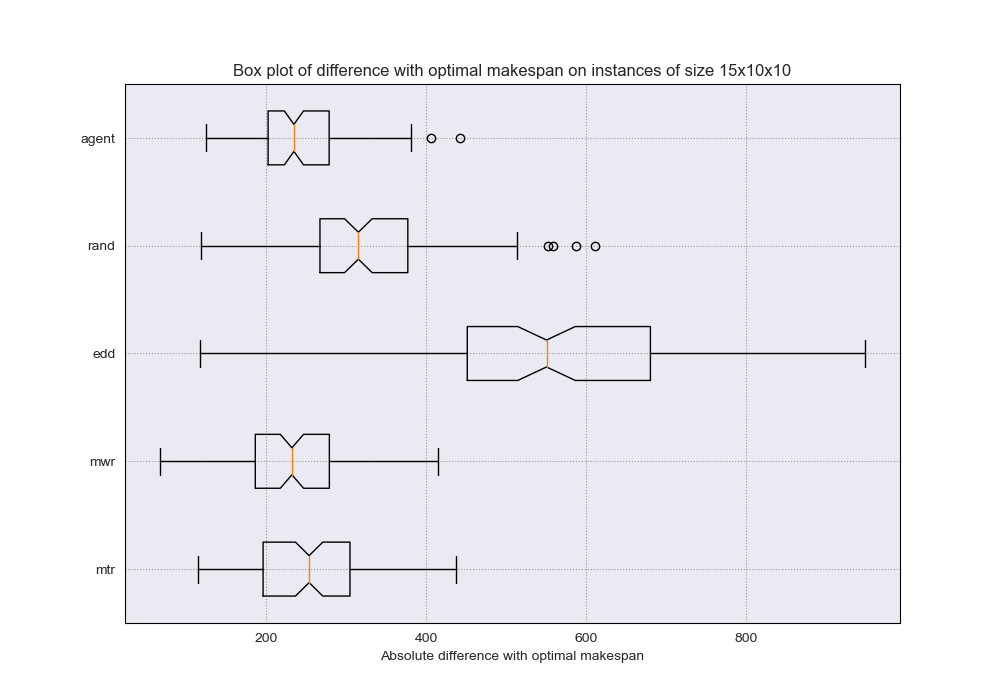 Box plot of difference with optimal makespan on instances of size 15x10x10
agent
rand
edd
mwr
mtr
200 400 600 800
Absolute difference with optimal makespan